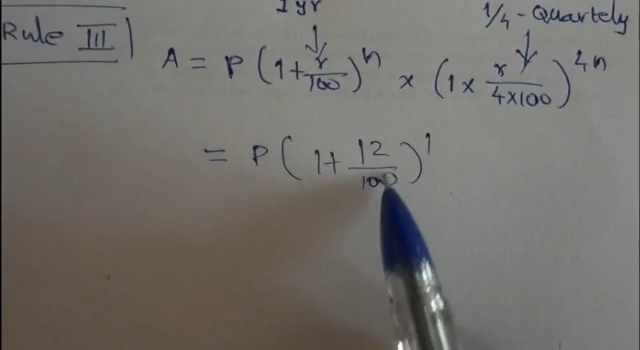 1 yr 1/4 - Quartely
Rule III
A = P (1 + r/100)^n × (1 × r/4×100)^4n
= P (1 + 12/100)^1